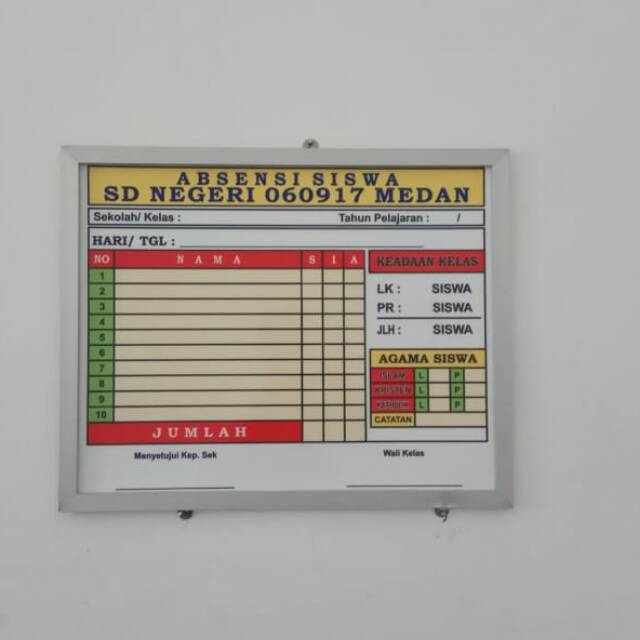 ABSENSI SISWA
SD NEGERI 060917 MEDAN
Sekolah/ Kelas : Tahun Pelajaran : /
HARI/ TGL :
NO NAMA S I A
1
2
3
4
5
6
7
8
9
10
JUMLAH
KEADAAN KELAS
LK : SISWA
PR : SISWA
JLH : SISWA
AGAMA SISWA
ISLAM L P
KRISTEN L P
KATHOLIK L P
CATATAN
Menyetujui Kep. Sek
Wali Kelas